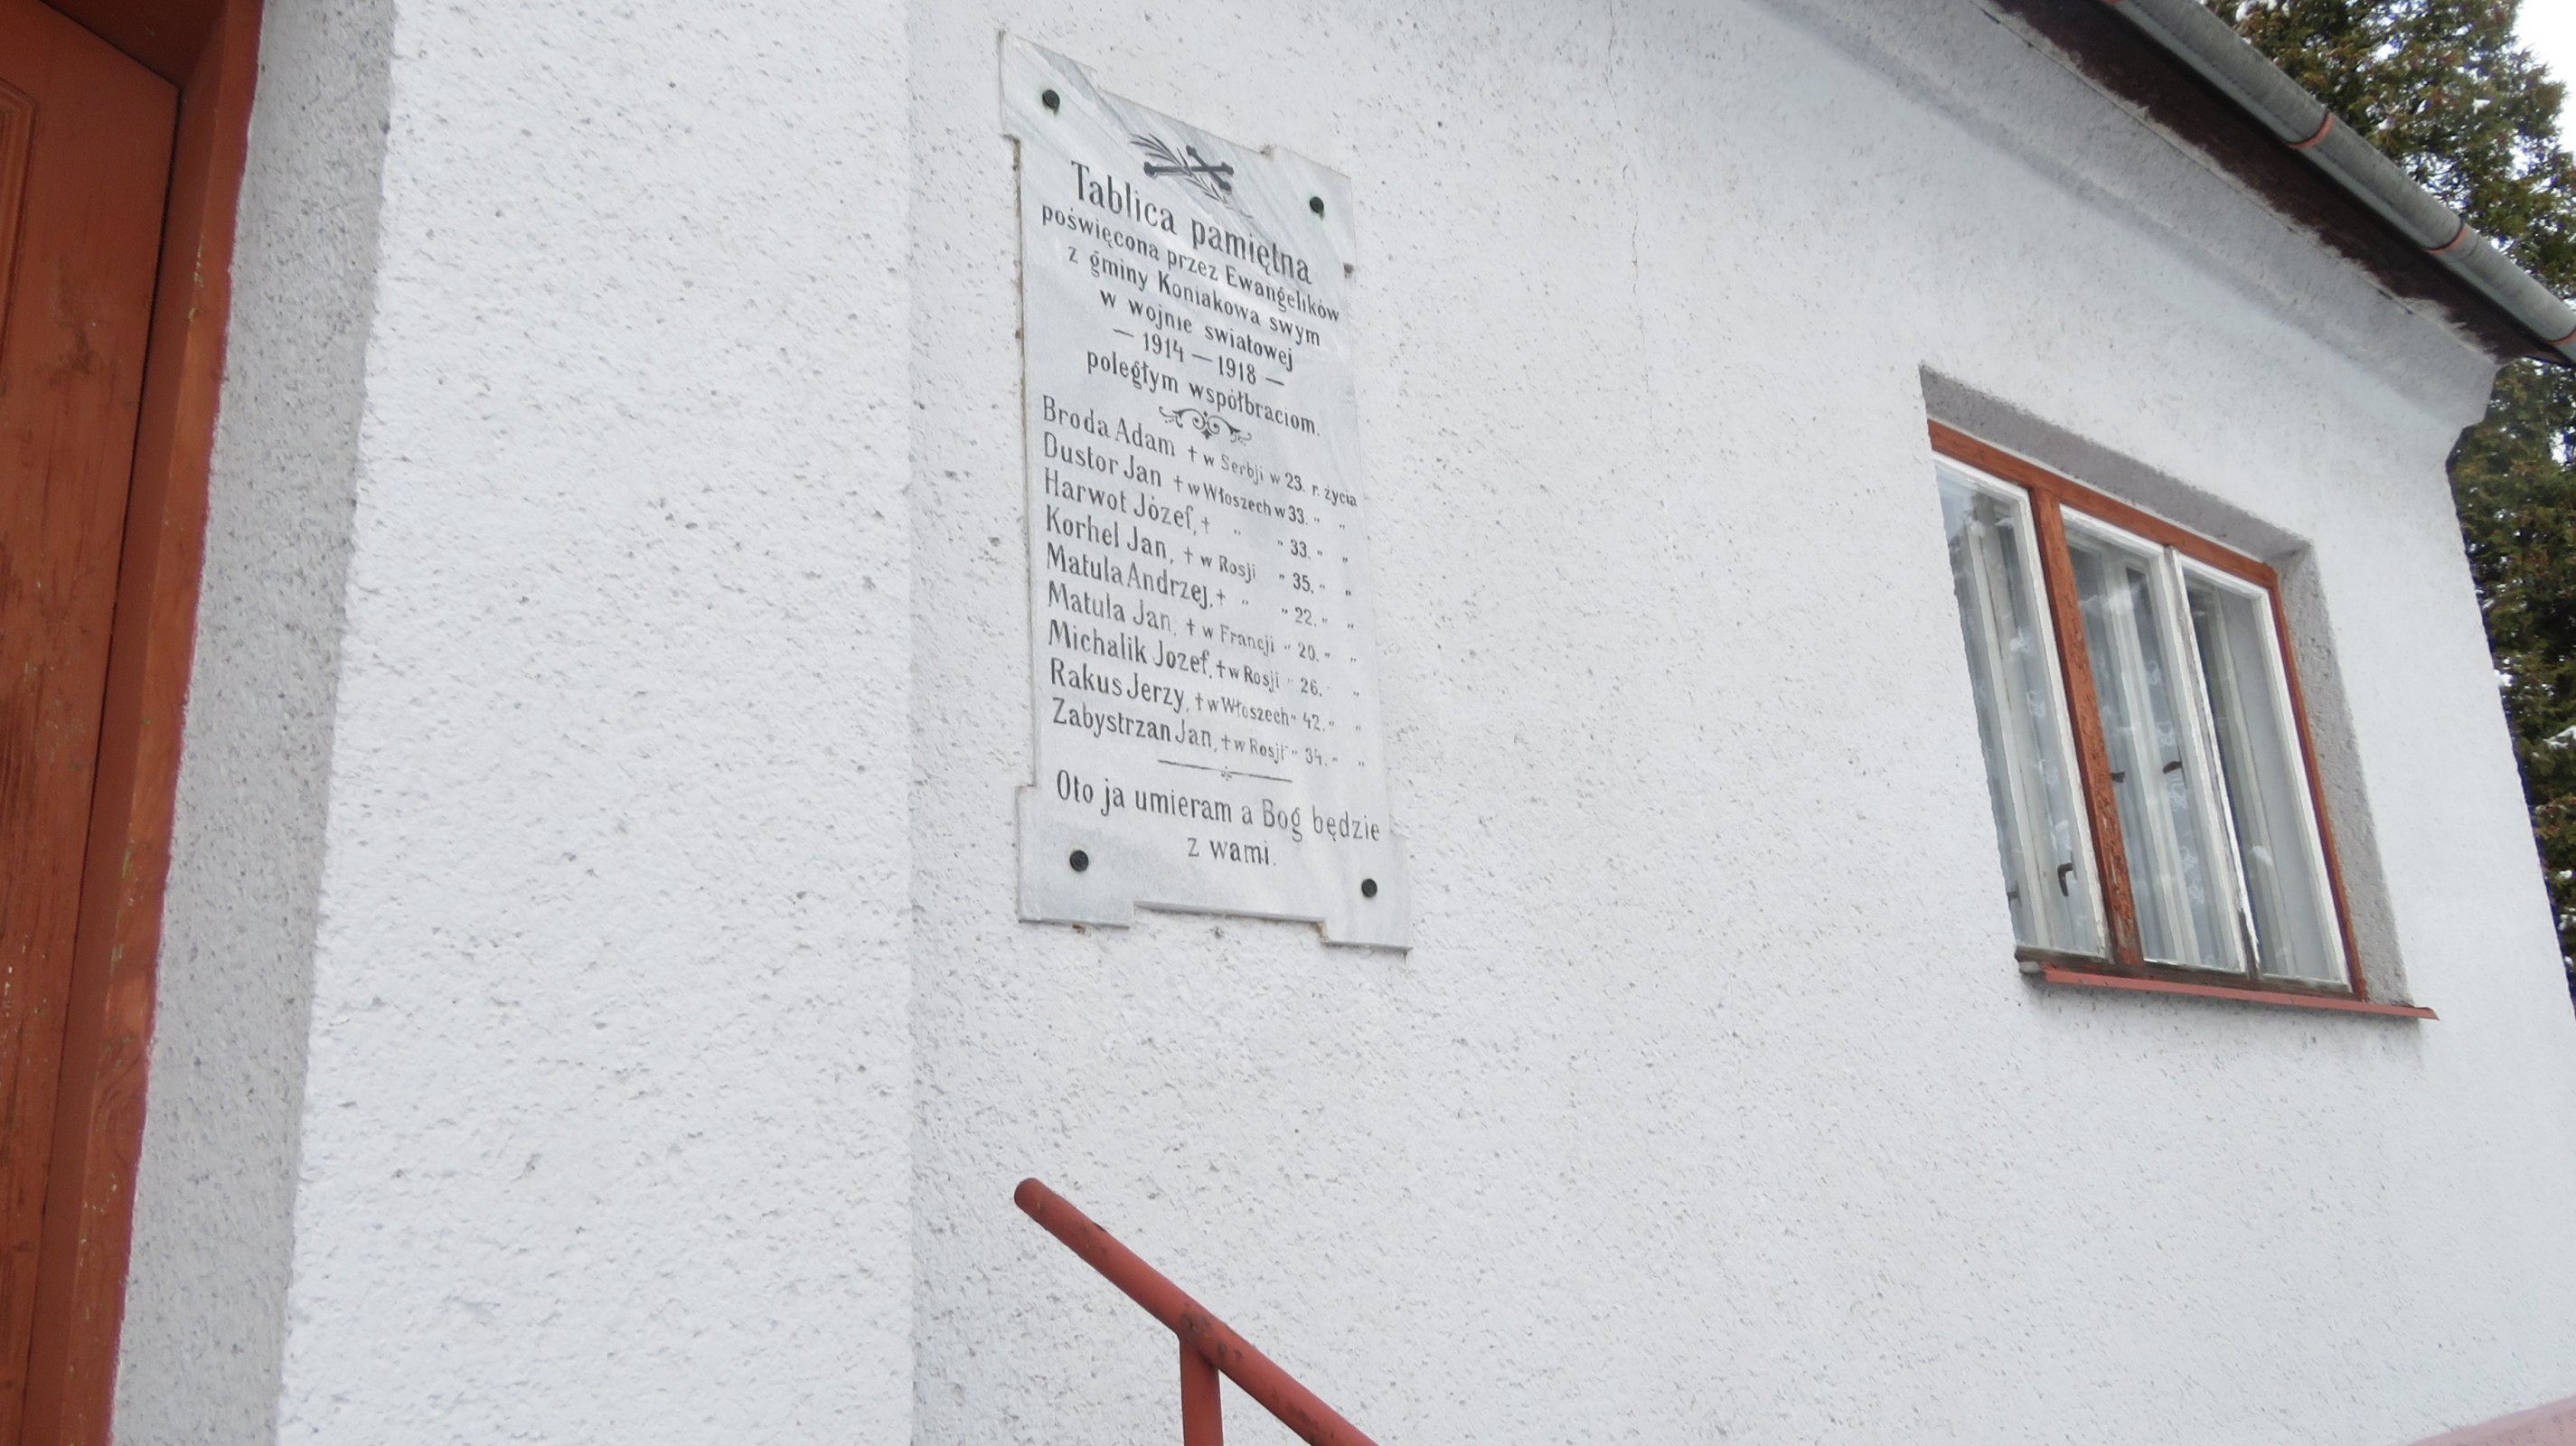 Tablica pamiętna
poświęcona przez Ewangelików
z gminy Koniakowa swym
w wojnie swiatowej
— 1914 — 1918 —
poległym współbraciom.
Broda Adam † w Serbji w 23. r. życia
Dustor Jan † w Włoszech w 33. " "
Harwot Józef, † " " 33. " "
Korhel Jan, † w Rosji " 35. " "
Matula Andrzej, † " " 22. " "
Matula Jan, † w Francji " 20. " "
Michalik Jozef, † w Rosji " 26. " "
Rakus Jerzy, † w Włoszech " 42. " "
Zabystrzan Jan, † w Rosji " 34. " "
Oto ja umieram a Bog będzie
z wami.